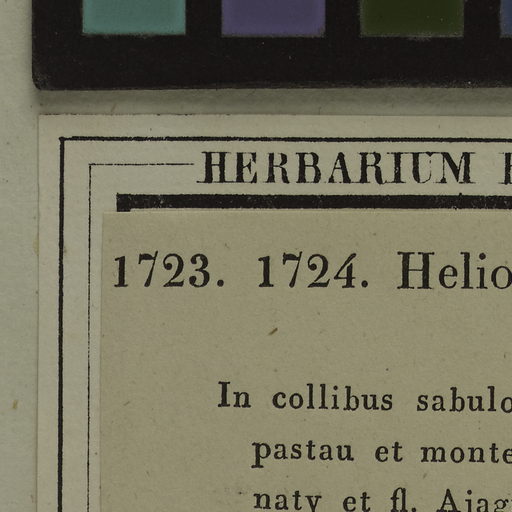 HERBARIUM
1723. 1724. Helio
In collibus sabulo
pastau et monte
naty et fl. Ajag